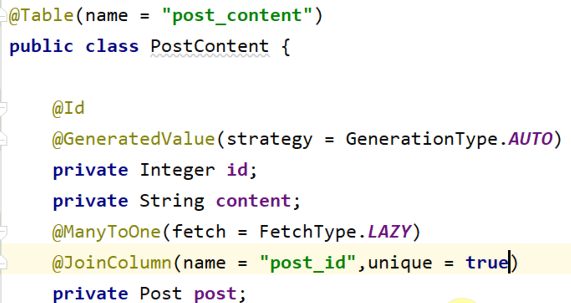 @Table(name = "post_content")
public class PostContent {
@Id
@GeneratedValue(strategy = GenerationType.AUTO)
private Integer id;
private String content;
@ManyToOne(fetch = FetchType.LAZY)
@JoinColumn(name = "post_id",unique = true)
private Post post;